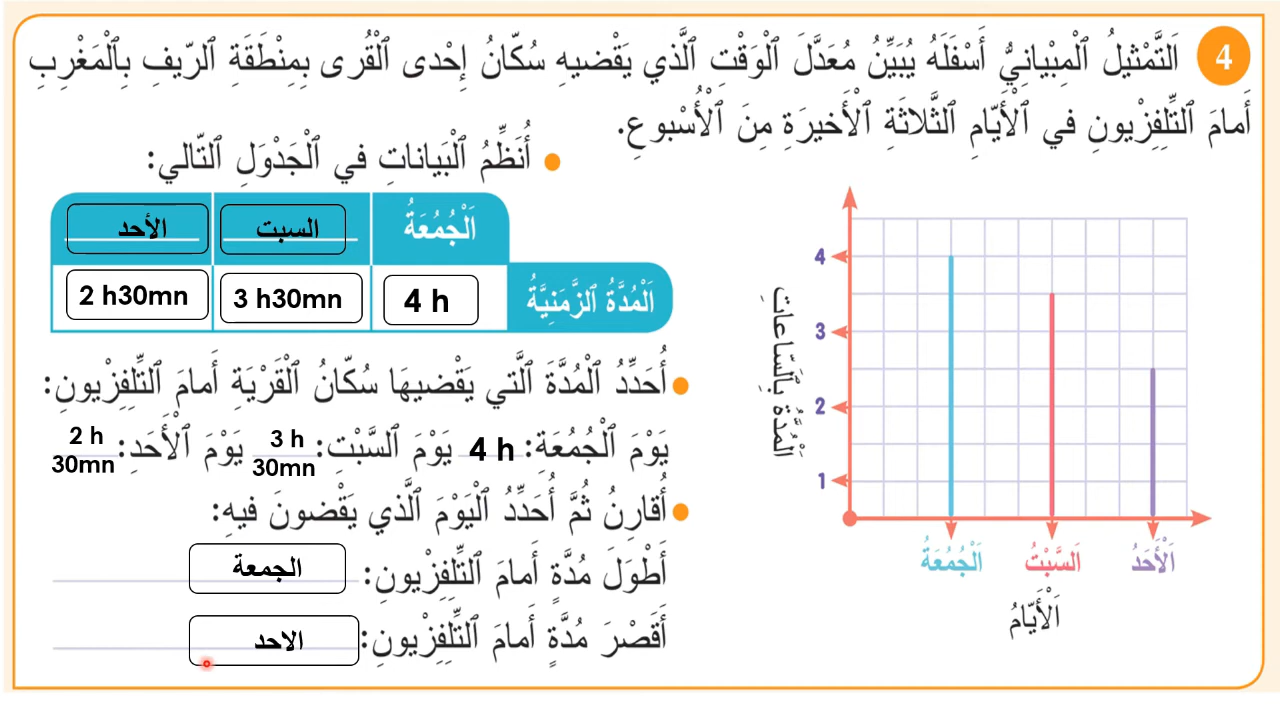 4 اَلتَّمْثيلُ ٱلْمِبْيانِيُّ أَسْفَلَهُ يُبَيِّنُ مُعَدَّلَ ٱلْوَقْتِ ٱلَّذي يَقْضيهِ سُكّانُ إِحْدى ٱلْقُرى بِمِنْطَقَةِ ٱلرّيفِ بِٱلْمَغْرِبِ
أَمامَ ٱلتِّلِفِزْيونِ في ٱلْأَيّامِ ٱلثَّلاثَةِ ٱلْأَخيرَةِ مِنَ ٱلْأُسْبوعِ.
• أُنَظِّمُ ٱلْبَياناتِ في ٱلْجَدْوَلِ ٱلتّالي:
اَلْجُمُعَةُ السبت الأحد
اَلْمُدَّةُ ٱلزَّمَنِيَّةُ 4 h 3 h30mn 2 h30mn
• أُحَدِّدُ ٱلْمُدَّةَ ٱلَّتي يَقْضيهَا سُكّانُ ٱلْقَرْيَةِ أَمامَ ٱلتِّلِفِزْيونِ:
يَوْمَ ٱلْجُمُعَةِ: 4 h يَوْمَ ٱلسَّبْتِ: 3 h 30mn يَوْمَ ٱلْأَحَدِ: 2 h 30mn
• أُقارِنُ ثُمَّ أُحَدِّدُ ٱلْيَوْمَ ٱلَّذي يَقْضونَ فيهِ:
أَطْوَلَ مُدَّةٍ أَمامَ ٱلتِّلِفِزْيونِ: الجمعة
أَقَصْرَ مُدَّةٍ أَمامَ ٱلتِّلِفِزْيونِ: الاحد
اَلْمُدَّةُ بِٱلسّاعاتِ
4
3
2
1
اَلْجُمُعَةُ اَلسَّبْتُ اَلْأَحَدُ
اَلْأَيّامُ